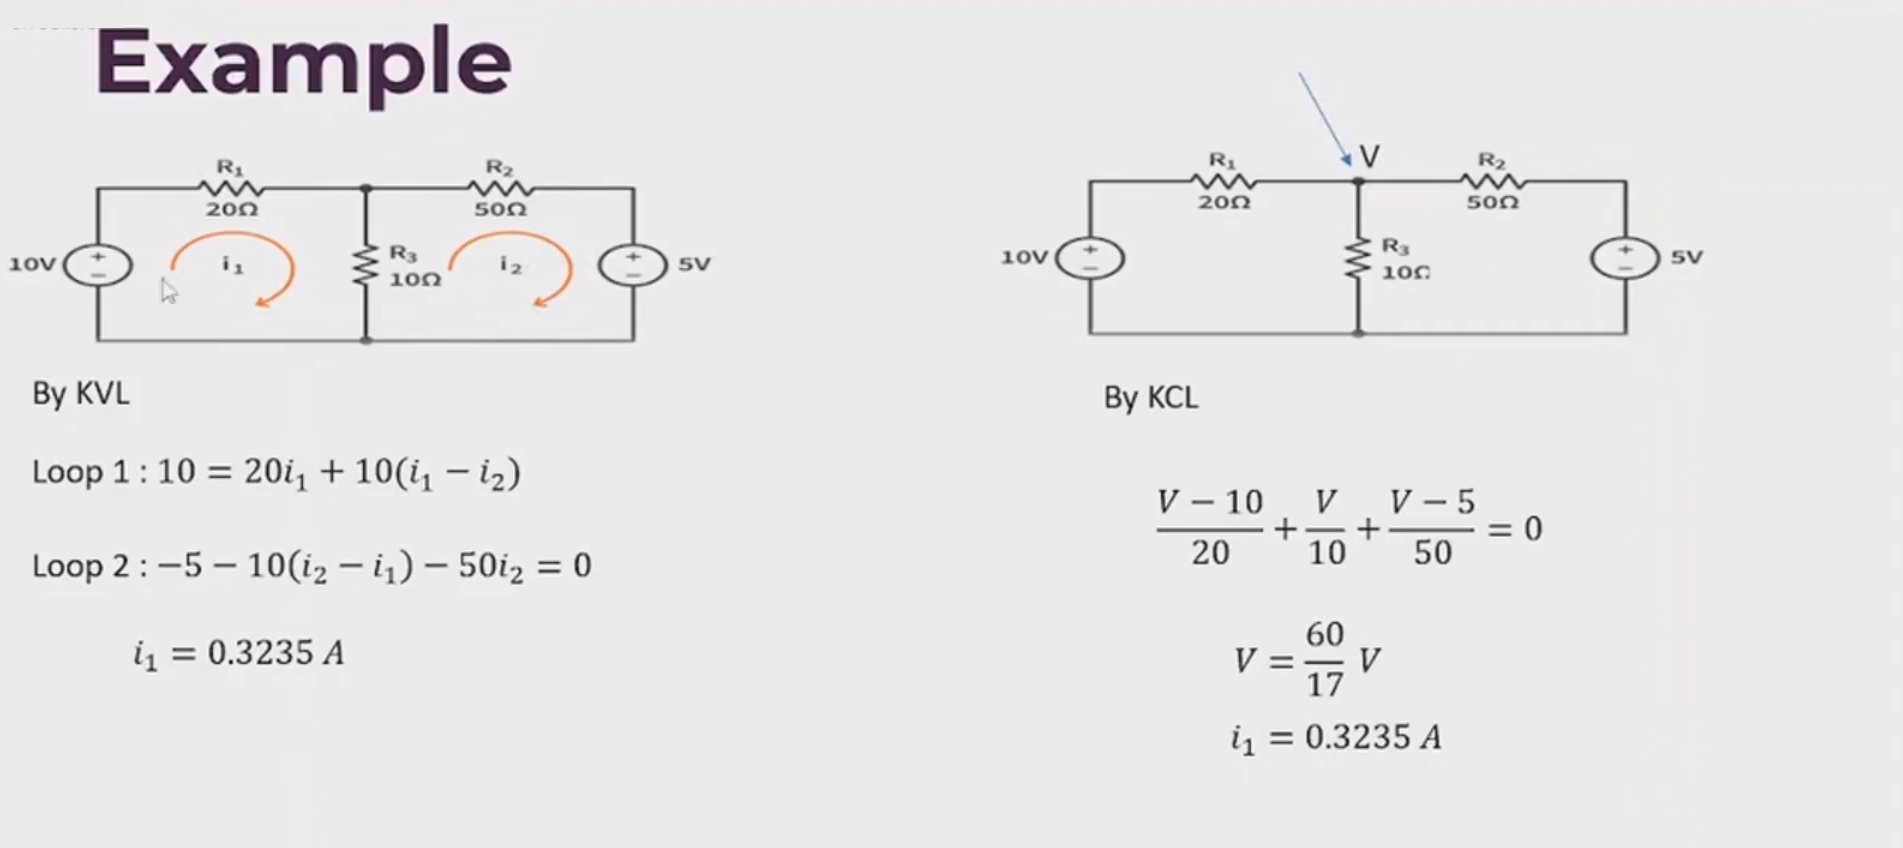 Example
R₁
20Ω
R₂
50Ω
10V
+
−
i₁
R₃
10Ω
i₂
+
−
5V
By KVL
Loop 1 : 10 = 20i₁ + 10(i₁ − i₂)
Loop 2 : −5 − 10(i₂ − i₁) − 50i₂ = 0
i₁ = 0.3235 A
V
R₁
20Ω
R₂
50Ω
10V
+
−
R₃
10Ω
+
−
5V
By KCL
(V − 10)/20 + V/10 + (V − 5)/50 = 0
V = 60/17 V
i₁ = 0.3235 A